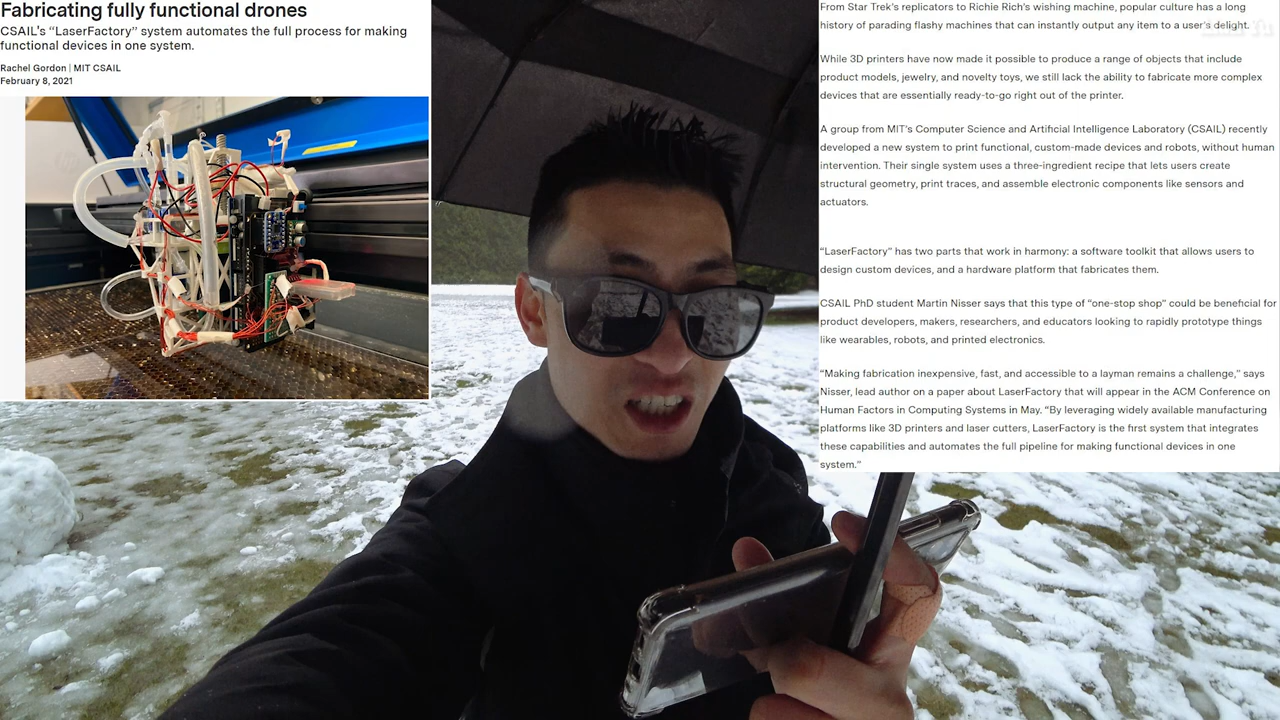 Fabricating fully functional drones
CSAIL's “LaserFactory” system automates the full process for making
functional devices in one system.
Rachel Gordon | MIT CSAIL
February 8, 2021
From Star Trek’s replicators to Richie Rich’s wishing machine, popular culture has a long
history of parading flashy machines that can instantly output any item to a user’s delight.
While 3D printers have now made it possible to produce a range of objects that include
product models, jewelry, and novelty toys, we still lack the ability to fabricate more complex
devices that are essentially ready-to-go right out of the printer.
A group from MIT’s Computer Science and Artificial Intelligence Laboratory (CSAIL) recently
developed a new system to print functional, custom-made devices and robots, without human
intervention. Their single system uses a three-ingredient recipe that lets users create
structural geometry, print traces, and assemble electronic components like sensors and
actuators.
“LaserFactory” has two parts that work in harmony: a software toolkit that allows users to
design custom devices, and a hardware platform that fabricates them.
CSAIL PhD student Martin Nisser says that this type of “one-stop shop” could be beneficial for
product developers, makers, researchers, and educators looking to rapidly prototype things
like wearables, robots, and printed electronics.
“Making fabrication inexpensive, fast, and accessible to a layman remains a challenge,” says
Nisser, lead author on a paper about LaserFactory that will appear in the ACM Conference on
Human Factors in Computing Systems in May. “By leveraging widely available manufacturing
platforms like 3D printers and laser cutters, LaserFactory is the first system that integrates
these capabilities and automates the full pipeline for making functional devices in one
system.”